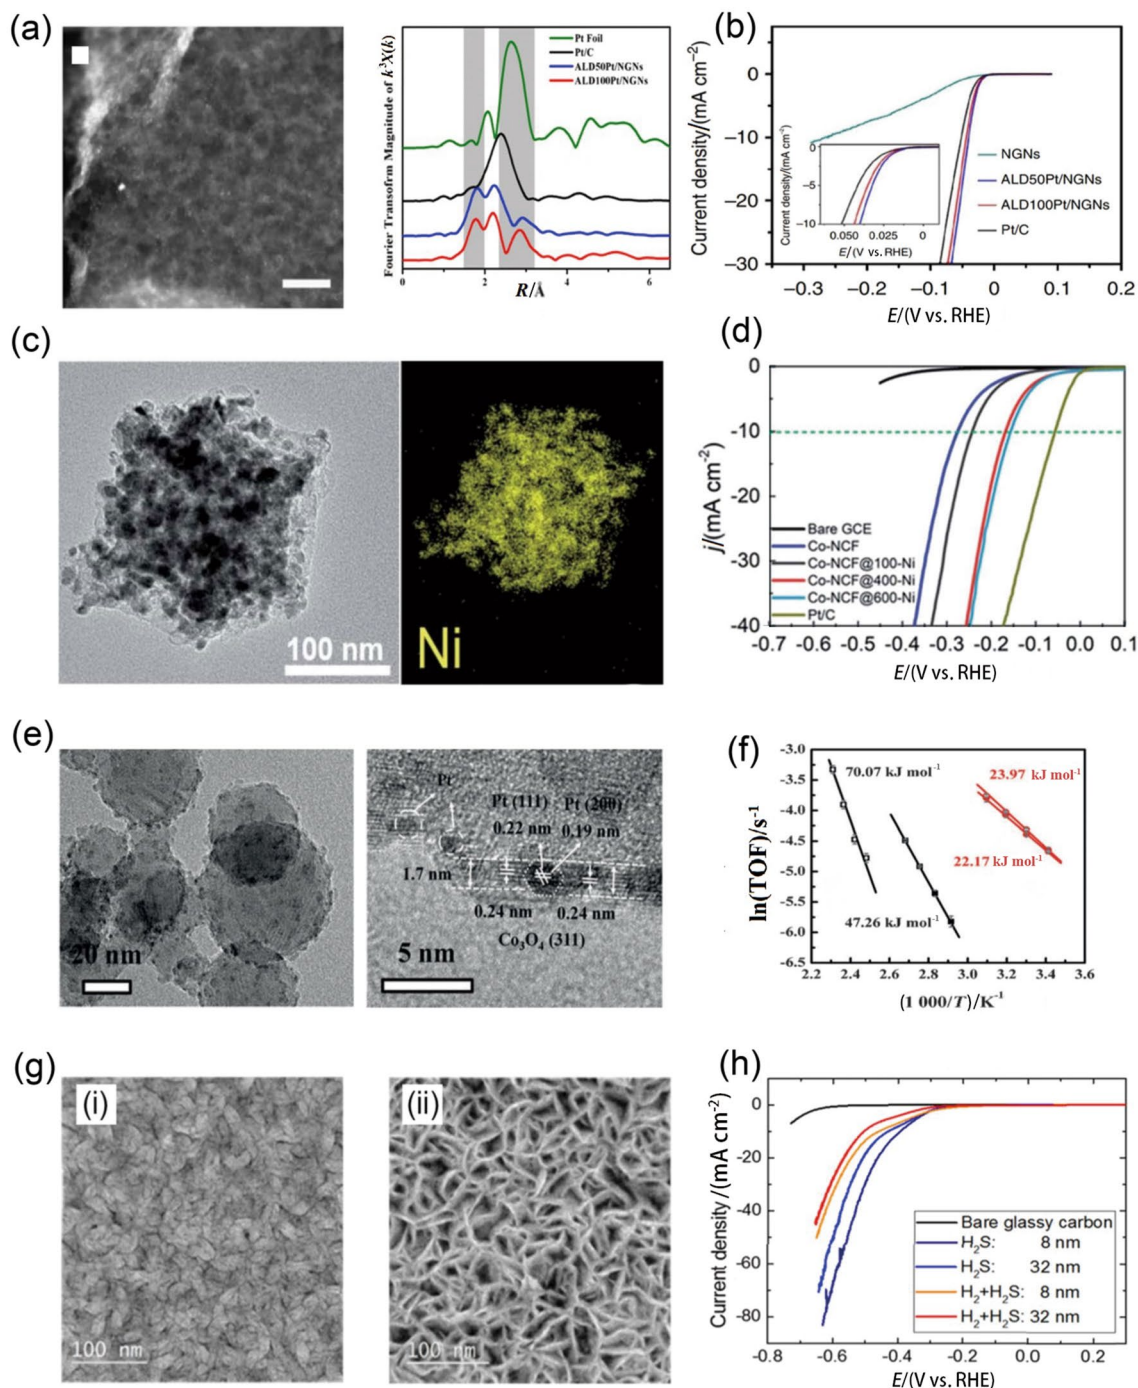 (a)
Fourier Transofrm Magnitude of k³X(k)
Pt Foil
Pt/C
ALD50Pt/NGNs
ALD100Pt/NGNs
0 2 4 6
R/Å
(b)
Current density/(mA cm⁻²)
0
−10
−20
−30
NGNs
ALD50Pt/NGNs
ALD100Pt/NGNs
Pt/C
Current density/(mA cm⁻²)
0
−5
−10
0.050 0.025 0
E/(V vs. RHE)
−0.3 −0.2 −0.1 0 0.1 0.2
E/(V vs. RHE)
(c)
100 nm
Ni
(d)
j/(mA cm⁻²)
0
-10
-20
-30
-40
Bare GCE
Co-NCF
Co-NCF@100-Ni
Co-NCF@400-Ni
Co-NCF@600-Ni
Pt/C
-0.7 -0.6 -0.5 -0.4 -0.3 -0.2 -0.1 0.0 0.1
E/(V vs. RHE)
(e)
20 nm
Pt
Pt (111) Pt (200)
0.22 nm 0.19 nm
1.7 nm
0.24 nm 0.24 nm
Co₃O₄ (311)
5 nm
(f)
ln(TOF)/s⁻¹
-3.0
-3.5
-4.0
-4.5
-5.0
-5.5
-6.0
-6.5
70.07 kJ mol⁻¹
23.97 kJ mol⁻¹
22.17 kJ mol⁻¹
47.26 kJ mol⁻¹
2.2 2.4 2.6 2.8 3.0 3.2 3.4 3.6
(1 000/T)/K⁻¹
(g)
(i)
100 nm
(ii)
100 nm
(h)
Current density /(mA cm⁻²)
0
-20
-40
-60
-80
Bare glassy carbon
H₂S: 8 nm
H₂S: 32 nm
H₂+H₂S: 8 nm
H₂+H₂S: 32 nm
-0.8 -0.6 -0.4 -0.2 0.0 0.2
E/(V vs. RHE)